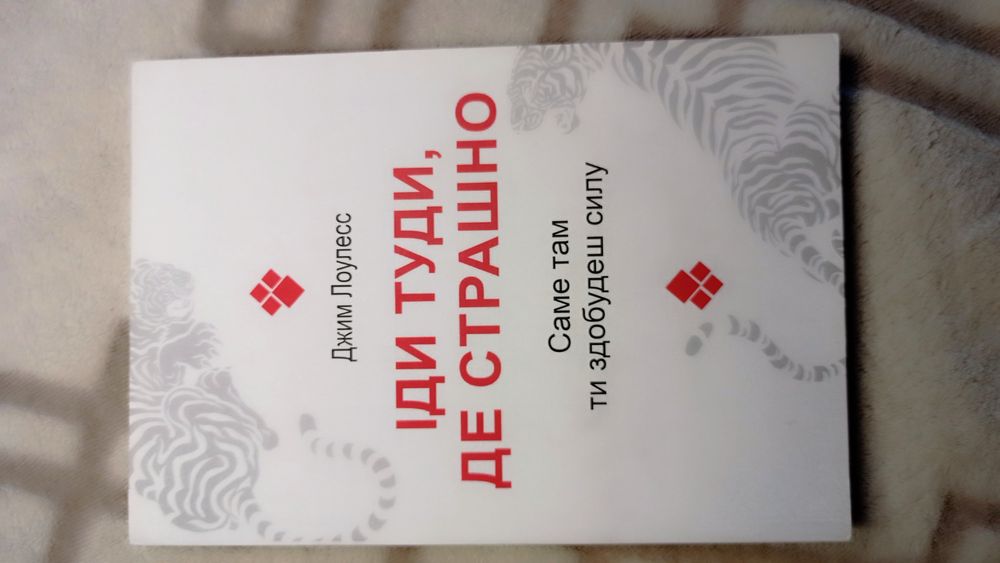 Джим Лоулесс
ІДИ ТУДИ,
ДЕ СТРАШНО
Саме там
ти здобудеш силу